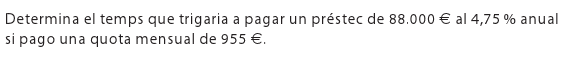 Determina el temps que trigaria a pagar un préstec de 88.000 € al 4,75 % anual
si pago una quota mensual de 955 €.